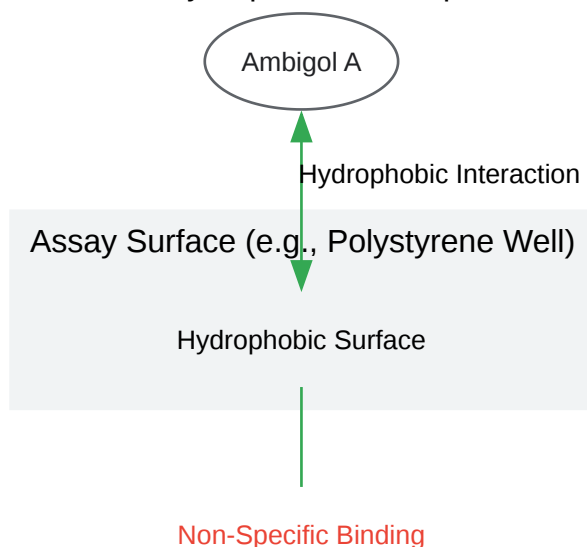 Ambigol A
Hydrophobic Interaction
Assay Surface (e.g., Polystyrene Well)
Hydrophobic Surface
Non-Specific Binding